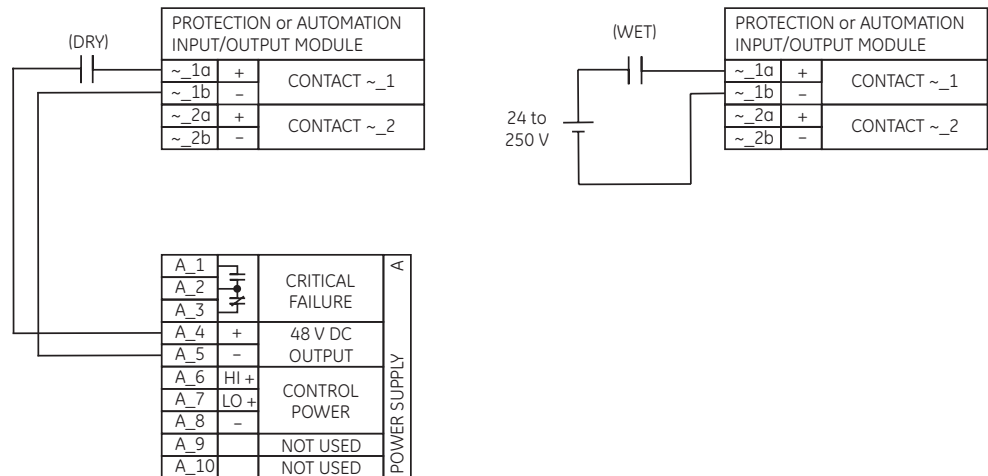 (DRY)
PROTECTION or AUTOMATION
INPUT/OUTPUT MODULE
~_1a + CONTACT ~_1
~_1b –
~_2a + CONTACT ~_2
~_2b –
(WET)
24 to
250 V
PROTECTION or AUTOMATION
INPUT/OUTPUT MODULE
~_1a + CONTACT ~_1
~_1b –
~_2a + CONTACT ~_2
~_2b –
A_1
A_2
A_3
CRITICAL
FAILURE
A_4 + 48 V DC
A_5 – OUTPUT
A_6 HI +
A_7 LO +
A_8 –
CONTROL
POWER
A_9 NOT USED
A_10 NOT USED
POWER SUPPLY A